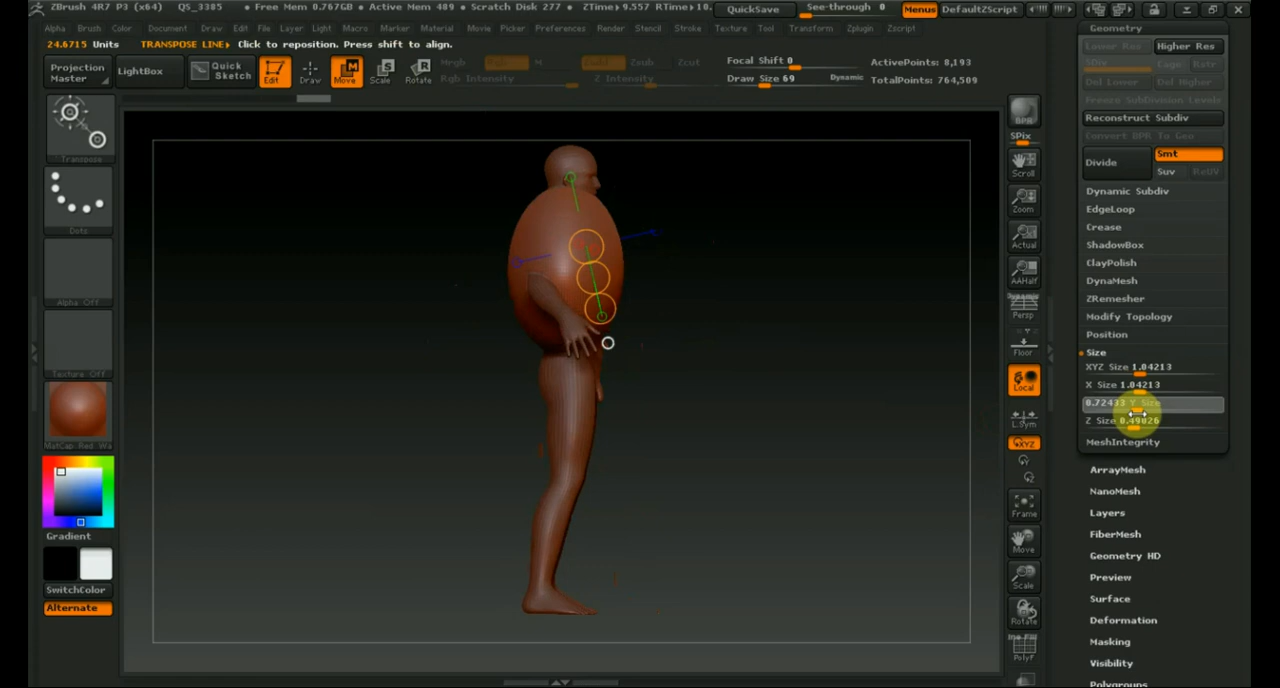 ZBrush 4R7 P3 (x64) QS_3385 • Free Mem 0.767GB • Active Mem 489 • Scratch Disk 277 • ZTime▶9.557 RTime▶10. QuickSave See-through 0 Menus DefaultZScript
Alpha Brush Color Document Draw Edit File Layer Light Macro Marker Material Movie Picker Preferences Render Stencil Stroke Texture Tool Transform Zplugin Zscript
24.6715 Units TRANSPOSE LINE▶ Click to reposition. Press shift to align.
Projection Master
LightBox
Quick Sketch
Edit
Draw
Move
Scale
Rotate
Mrgb Rgb M
Rgb Intensity
Zadd Zsub Zcut
Z Intensity
Focal Shift 0
Draw Size 69 Dynamic
ActivePoints: 8,193
TotalPoints: 764,509
Transpose
Dots
Alpha Off
Texture Off
MatCap Red Wa
Gradient
SwitchColor
Alternate
BPR
SPix
Scroll
Zoom
Actual
AAHalf
Dynamic
Persp
Floor
Local
L.Sym
XYZ
Frame
Move
Scale
Rotate
Line Fill
PolyF
Geometry
Lower Res Higher Res
SDiv Cage Rstr
Del Lower Del Higher
Freeze SubDivision Levels
Reconstruct Subdiv
Convert BPR To Geo
Divide Smt
Suv ReUV
Dynamic Subdiv
EdgeLoop
Crease
ShadowBox
ClayPolish
DynaMesh
ZRemesher
Modify Topology
Position
Size
XYZ Size 1.04213
X Size 1.04213
0.72433 Y Size
Z Size 0.49026
MeshIntegrity
ArrayMesh
NanoMesh
Layers
FiberMesh
Geometry HD
Preview
Surface
Deformation
Masking
Visibility
Polygroups